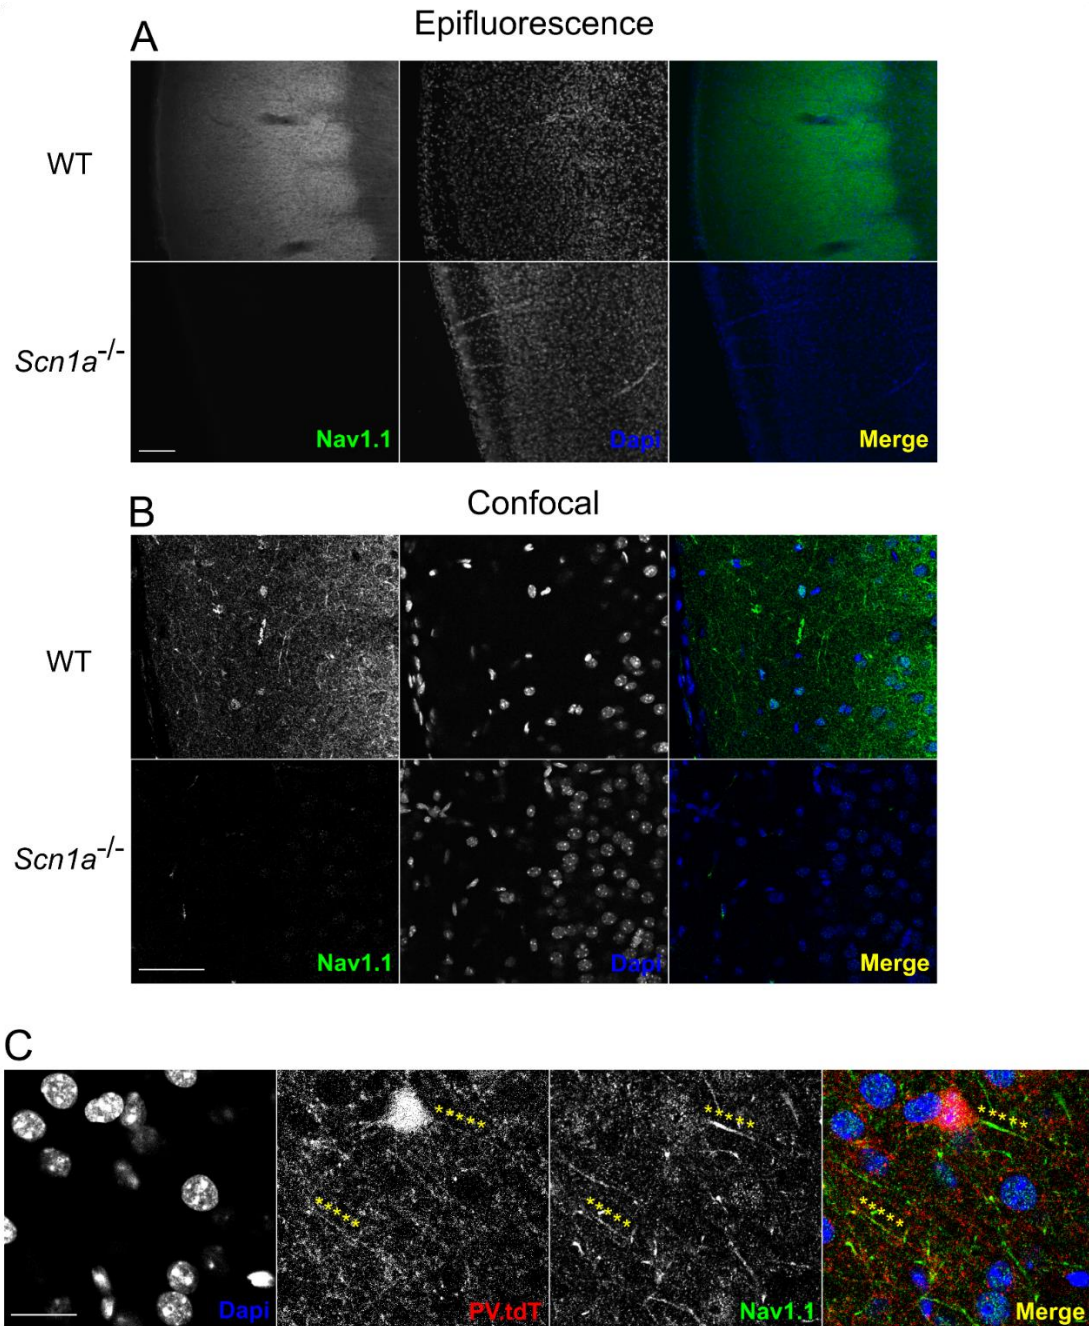 A
Epifluorescence
WT
Scn1a-/-
Nav1.1
Dapi
Merge
B
Confocal
WT
Scn1a-/-
Nav1.1
Dapi
Merge
C
*****
*****
*****
*****
*****
*****
Dapi
PV.tdT
Nav1.1
Merge